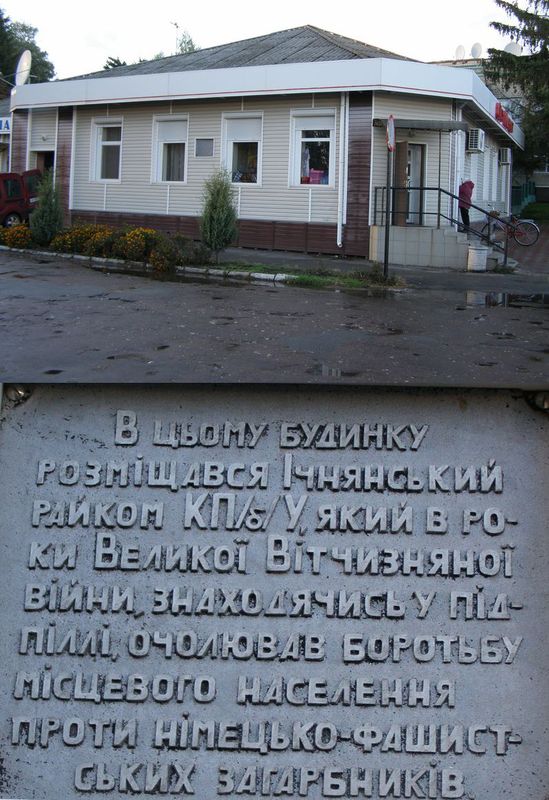 В ЦЬОМУ БУДИНКУ
РОЗМІЩАВСЯ ІЧНЯНСЬКИЙ
РАЙКОМ КП/б/У, ЯКИЙ В РО-
КИ ВЕЛИКОЇ ВІТЧИЗНЯНОЇ
ВІЙНИ, ЗНАХОДЯЧИСЬ У ПІД-
ПІЛЛІ, ОЧОЛЮВАВ БОРОТЬБУ
МІСЦЕВОГО НАСЕЛЕННЯ
ПРОТИ НІМЕЦЬКО-ФАШИСТ-
СЬКИХ ЗАГАРБНИКІВ